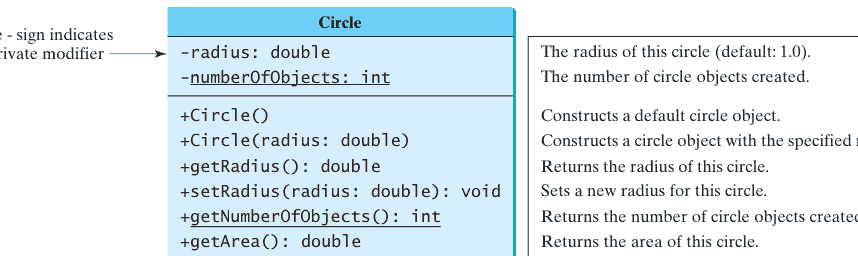 Circle
e - sign indicates
rivate modifier
-radius: double
-numberOfObjects: int
The radius of this circle (default: 1.0).
The number of circle objects created.
+Circle()
+Circle(radius: double)
+getRadius(): double
+setRadius(radius: double): void
+getNumberOfObjects(): int
+getArea(): double
Constructs a default circle object.
Constructs a circle object with the specified r
Returns the radius of this circle.
Sets a new radius for this circle.
Returns the number of circle objects created
Returns the area of this circle.